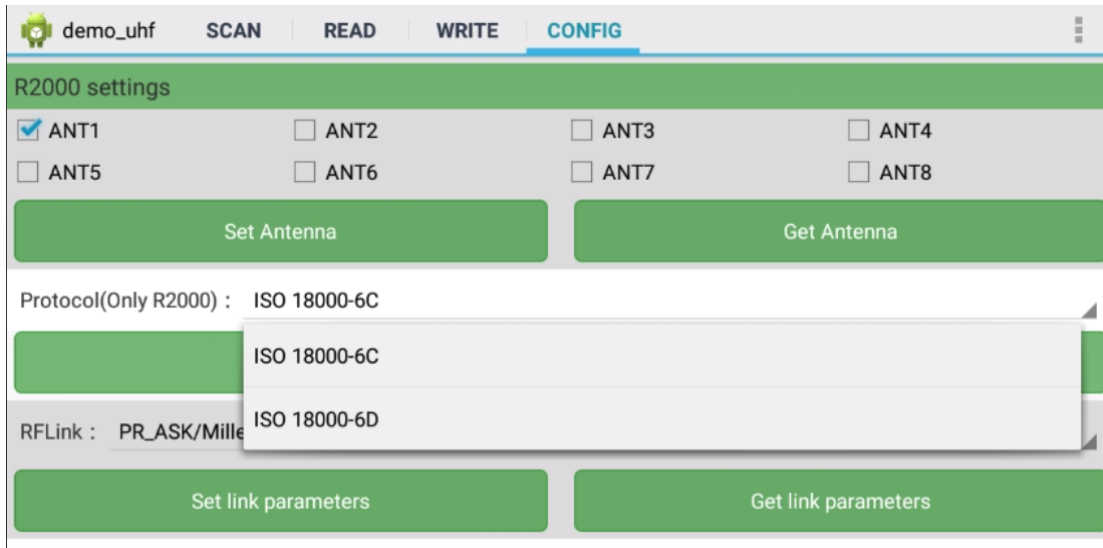 demo_uhf SCAN READ WRITE CONFIG
R2000 settings
ANT1 ANT2 ANT3 ANT4
ANT5 ANT6 ANT7 ANT8
Set Antenna Get Antenna
Protocol(Only R2000) : ISO 18000-6C
ISO 18000-6C
ISO 18000-6D
RFLink : PR_ASK/Mille
Set link parameters Get link parameters